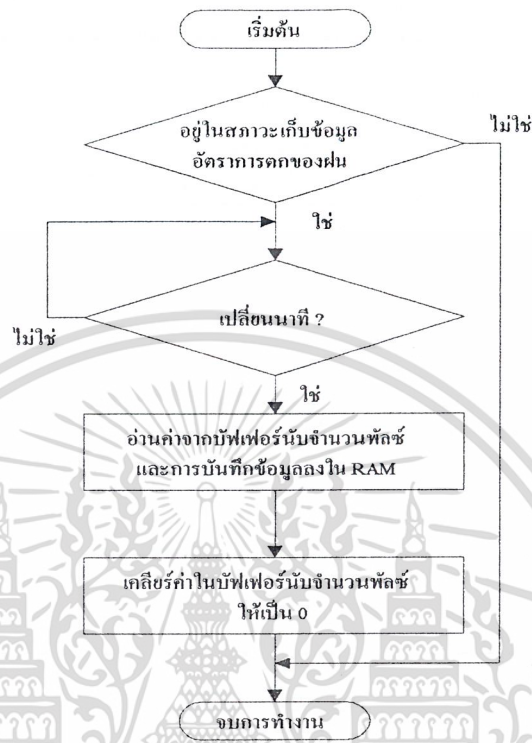 เริ่มต้น
อยู่ในสภาวะเก็บข้อมูล
อัตราการตกของฝน
ไม่ใช่
ใช่
เปลี่ยนนาที ?
ไม่ใช่
ใช่
อ่านค่าจากบัฟเฟอร์นับจำนวนพัลซ์
และการบันทึกข้อมูลลงใน RAM
เคลียร์ค่าในบัฟเฟอร์นับจำนวนพัลซ์
ให้เป็น 0
จบการทำงาน